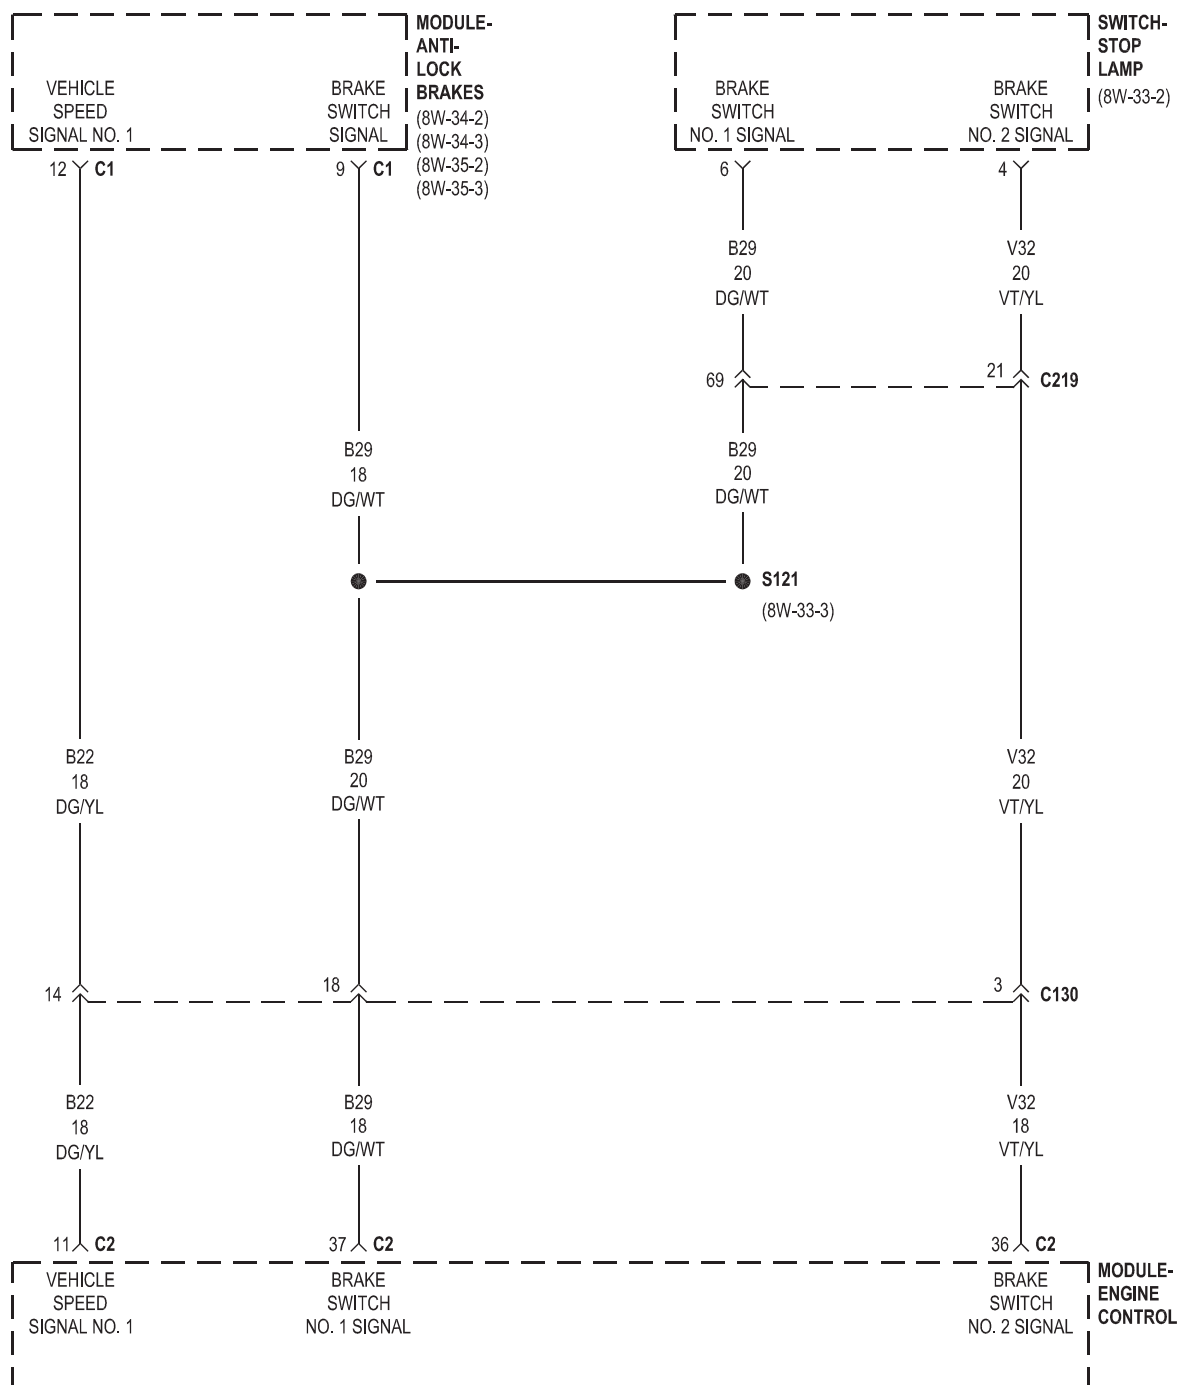 MODULE-
ANTI-
LOCK
BRAKES
(8W-34-2)
(8W-34-3)
(8W-35-2)
(8W-35-3)
VEHICLE
SPEED
SIGNAL NO. 1
BRAKE
SWITCH
SIGNAL
12 C1
9 C1
SWITCH-
STOP
LAMP
(8W-33-2)
BRAKE
SWITCH
NO. 1 SIGNAL
BRAKE
SWITCH
NO. 2 SIGNAL
6
4
B29
20
DG/WT
V32
20
VT/YL
69
21
C219
B29
18
DG/WT
B29
20
DG/WT
S121
(8W-33-3)
B22
18
DG/YL
B29
20
DG/WT
V32
20
VT/YL
14
18
3
C130
B22
18
DG/YL
B29
18
DG/WT
V32
18
VT/YL
11 C2
37 C2
36 C2
VEHICLE
SPEED
SIGNAL NO. 1
BRAKE
SWITCH
NO. 1 SIGNAL
BRAKE
SWITCH
NO. 2 SIGNAL
MODULE-
ENGINE
CONTROL